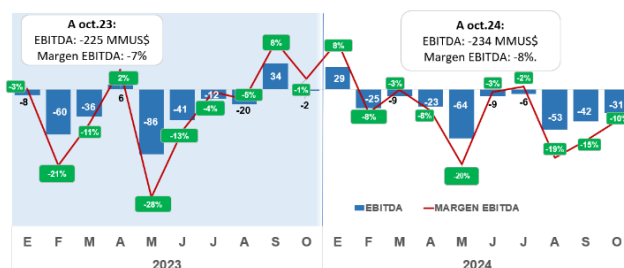 A oct.23:
EBITDA: -225 MMUS$
Margen EBITDA: -7%
A oct.24:
EBITDA: -234 MMUS$
Margen EBITDA: -8%.
-3% -21% -11% 2% -28% -13% -4% -5% 8% -1% 8% -8% -3% -8% -20% -3% -2% -19% -15% -10%
-8 -60 -36 6 -86 -41 -12 -20 34 -2 29 -25 -9 -23 -64 -9 -6 -53 -42 -31
EBITDA MARGEN EBITDA
E F M A M J J A S O E F M A M J J A S O
2023 2024